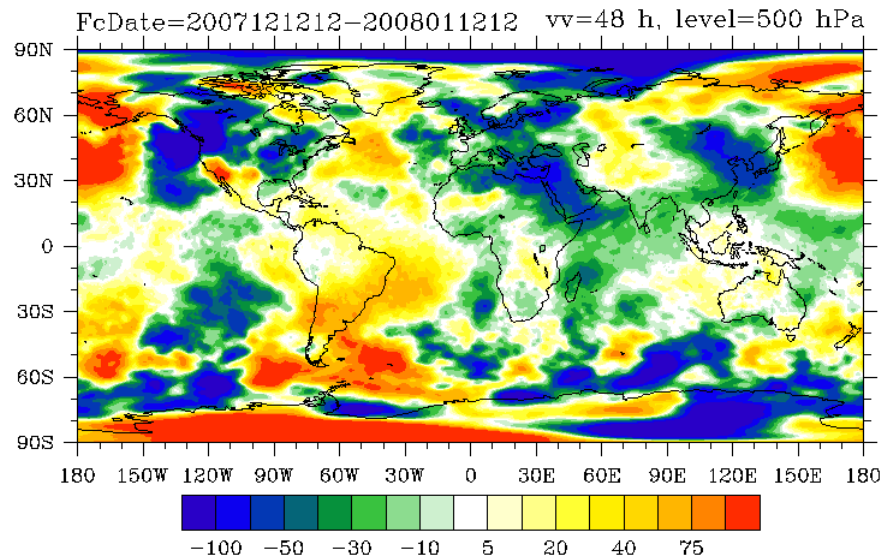 FcDate=2007121212-2008011212 vv=48 h, level=500 hPa
90N
60N
30N
0
30S
60S
90S
180 150W 120W 90W 60W 30W 0 30E 60E 90E 120E 150E 180
-100 -50 -30 -10 5 20 40 75